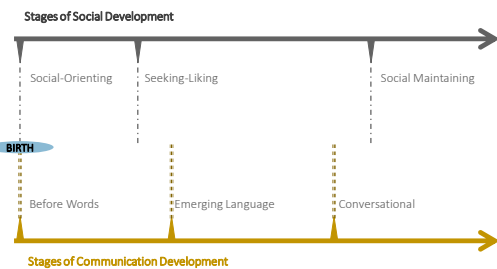 Stages of Social Development
Social-Orienting
Seeking-Liking
Social Maintaining
BIRTH
Before Words
Emerging Language
Conversational
Stages of Communication Development